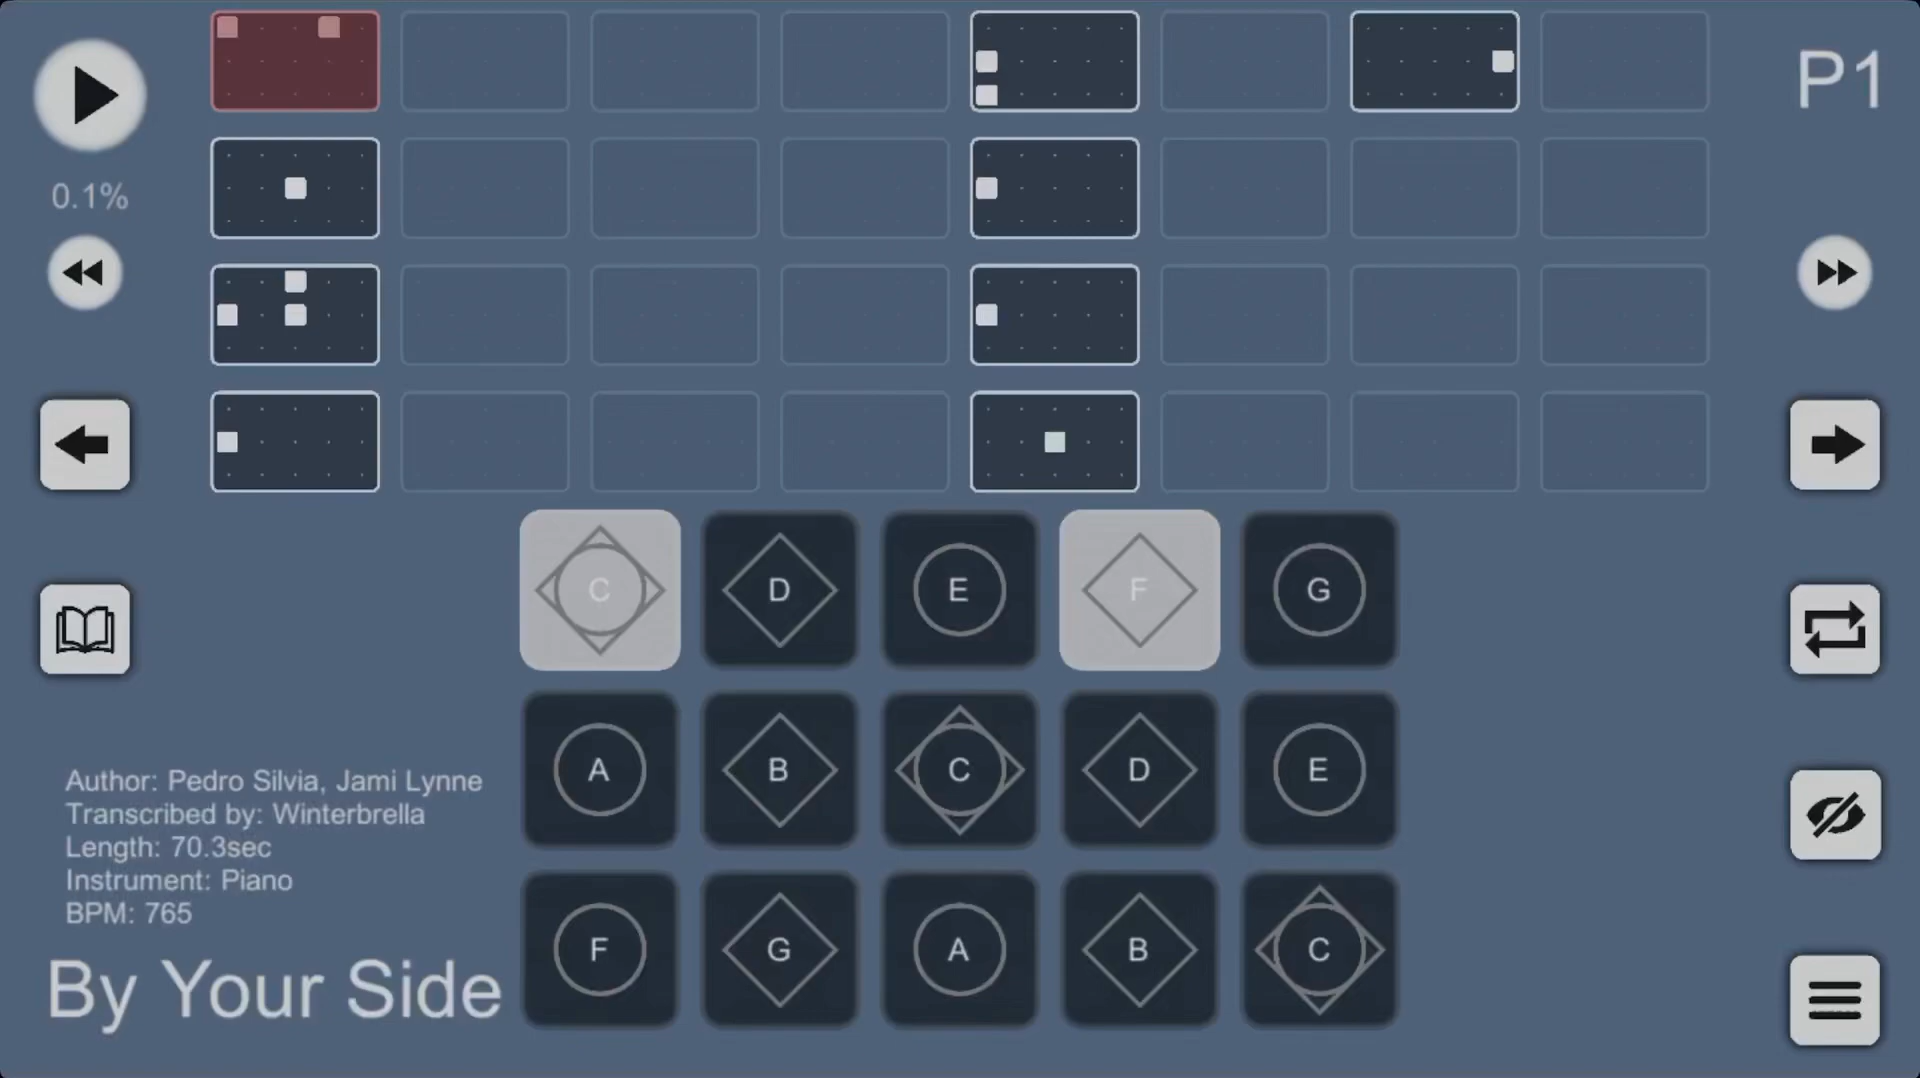 P1
0.1%
C D E F G
A B C D E
F G A B C
Author: Pedro Silvia, Jami Lynne
Transcribed by: Winterbrella
Length: 70.3sec
Instrument: Piano
BPM: 765
By Your Side